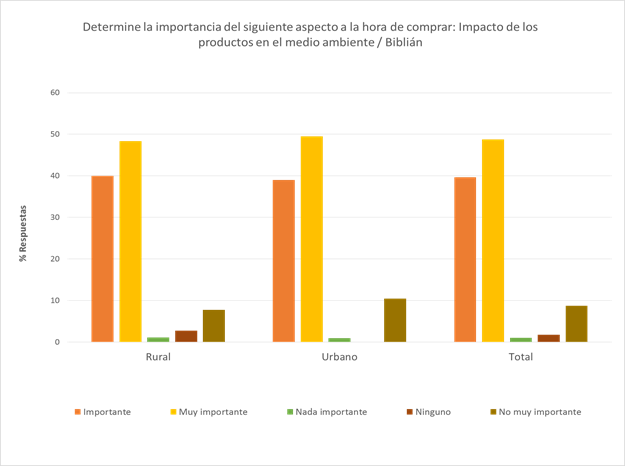 Determine la importancia del siguiente aspecto a la hora de comprar: Impacto de los
productos en el medio ambiente / Biblián
60
50
40
30
20
10
0
% Respuestas
Rural
Urbano
Total
Importante
Muy importante
Nada importante
Ninguno
No muy importante